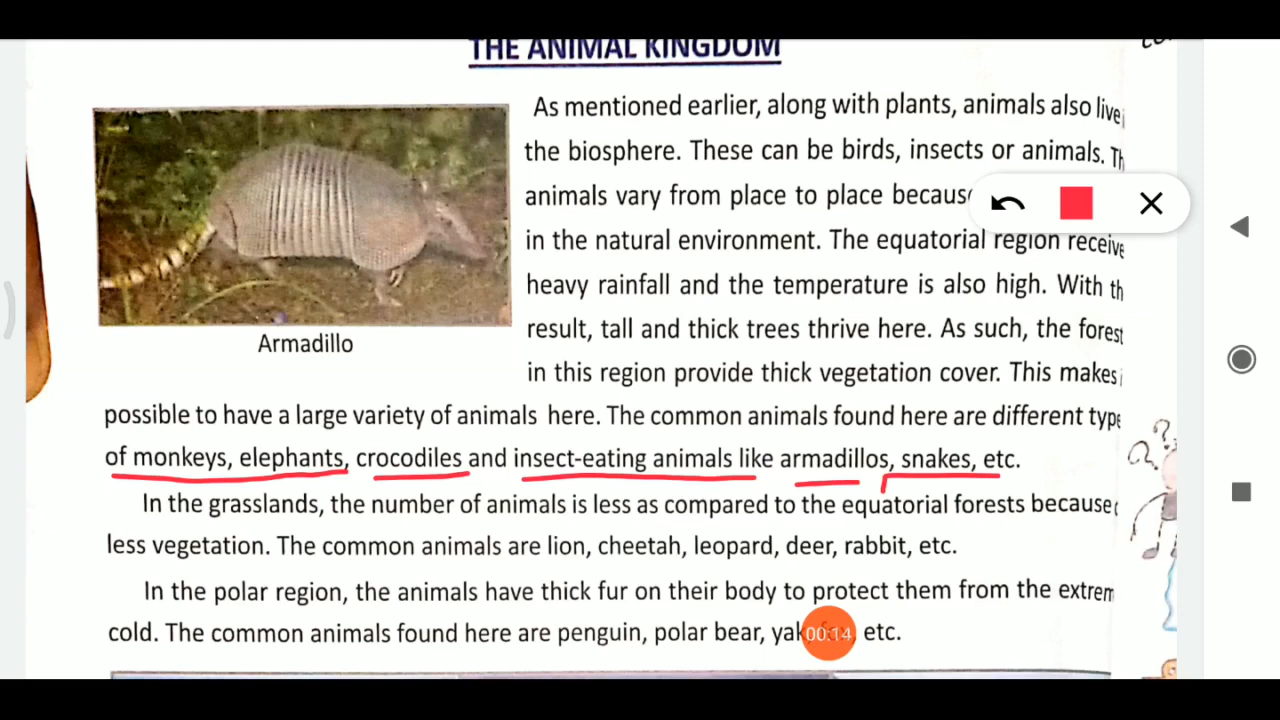 THE ANIMAL KINGDOM
As mentioned earlier, along with plants, animals also live
the biosphere. These can be birds, insects or animals. Th
animals vary from place to place becaus
in the natural environment. The equatorial region receive
heavy rainfall and the temperature is also high. With th
result, tall and thick trees thrive here. As such, the forest
Armadillo
in this region provide thick vegetation cover. This makes
possible to have a large variety of animals here. The common animals found here are different type
of monkeys, elephants, crocodiles and insect-eating animals like armadillos, snakes, etc.
In the grasslands, the number of animals is less as compared to the equatorial forests because
less vegetation. The common animals are lion, cheetah, leopard, deer, rabbit, etc.
In the polar region, the animals have thick fur on their body to protect them from the extrem
cold. The common animals found here are penguin, polar bear, yak etc.
00:14